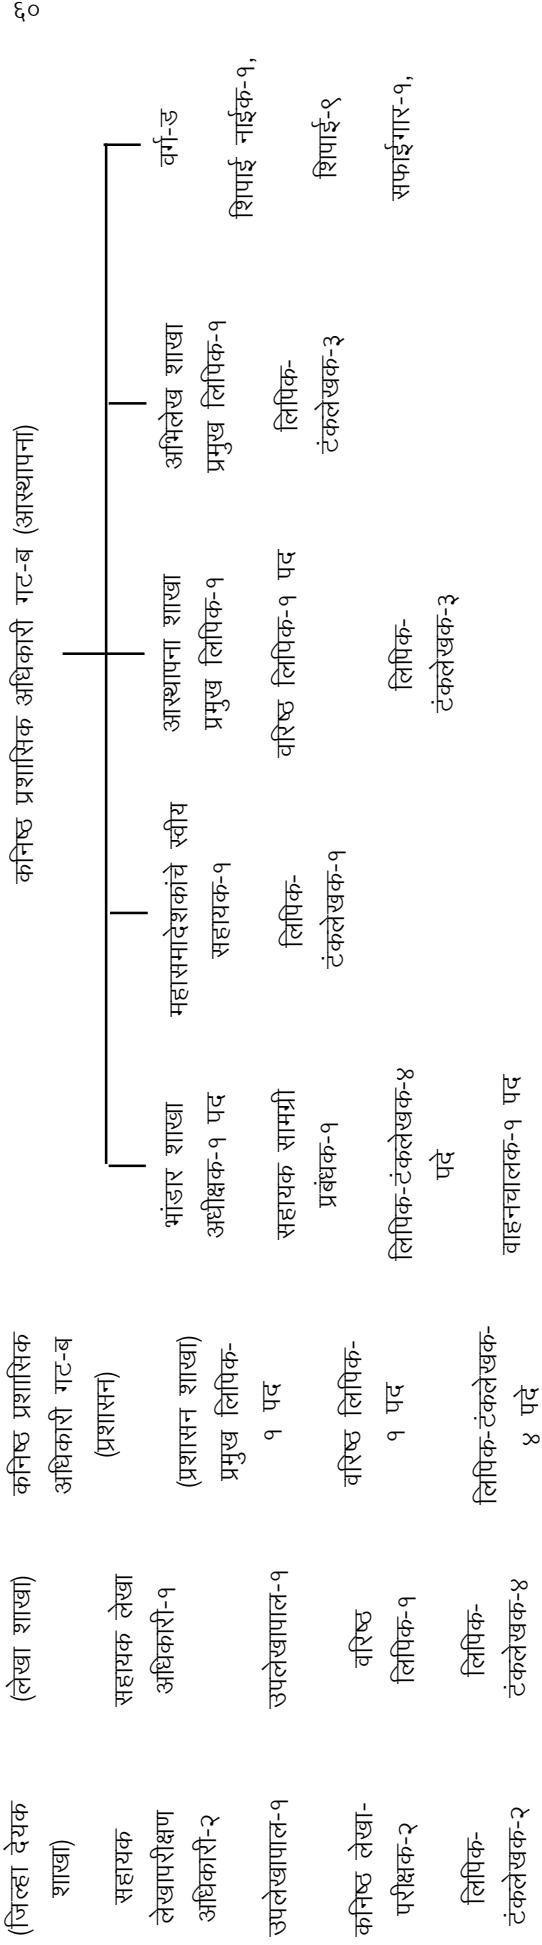 ६०
(जिल्हा देयक
शाखा)
सहायक
लेखापरीक्षण
अधिकारी-२
उपलेखापाल-१
कनिष्ठ लेखा-
परीक्षक-२
लिपिक-
टंकलेखक-२
(लेखा शाखा)
सहायक लेखा
अधिकारी-१
उपलेखापाल-१
वरिष्ठ
लिपिक-१
लिपिक-
टंकलेखक-४
कनिष्ठ प्रशासिक
अधिकारी गट-ब
(प्रशासन)
(प्रशासन शाखा)
प्रमुख लिपिक-
१ पद
वरिष्ठ लिपिक-
१ पद
लिपिक-टंकलेखक-
४ पदे
कनिष्ठ प्रशासिक अधिकारी गट-ब (आस्थापना)
भांडार शाखा
अधीक्षक-१ पद
सहायक सामग्री
प्रबंधक-१
लिपिक-टंकलेखक-४
पदे
वाहनचालक-१ पद
महासमादेशकांचे स्वीय
सहायक-१
लिपिक-
टंकलेखक-१
आस्थापना शाखा
प्रमुख लिपिक-१
वरिष्ठ लिपिक-१ पद
लिपिक-
टंकलेखक-३
अभिलेख शाखा
प्रमुख लिपिक-१
लिपिक-
टंकलेखक-३
वर्ग-ड
शिपाई नाईक-१,
शिपाई-९
सफाईगार-१,